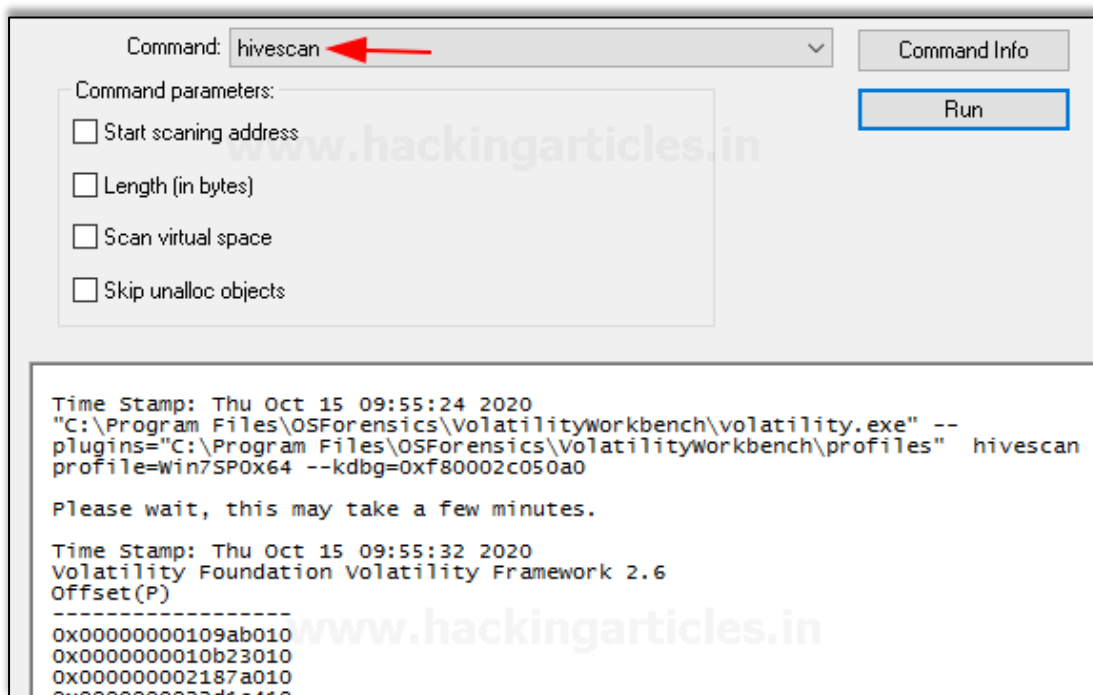 Command: hivescan
Command Info
Command parameters:
Run
Start scaning address
www.hackingarticles.in
Length (in bytes)
Scan virtual space
Skip unalloc objects
Time Stamp: Thu Oct 15 09:55:24 2020
"C:\Program Files\OSForensics\VolatilityWorkbench\volatility.exe" --
plugins="C:\Program Files\OSForensics\VolatilityWorkbench\profiles" hivescan
profile=Win7SP0x64 --kdbg=0xf80002c050a0
Please wait, this may take a few minutes.
Time Stamp: Thu Oct 15 09:55:32 2020
Volatility Foundation Volatility Framework 2.6
Offset(P)
------------------
0x00000000109ab010
www.hackingarticles.in
0x0000000010b23010
0x000000002187a010